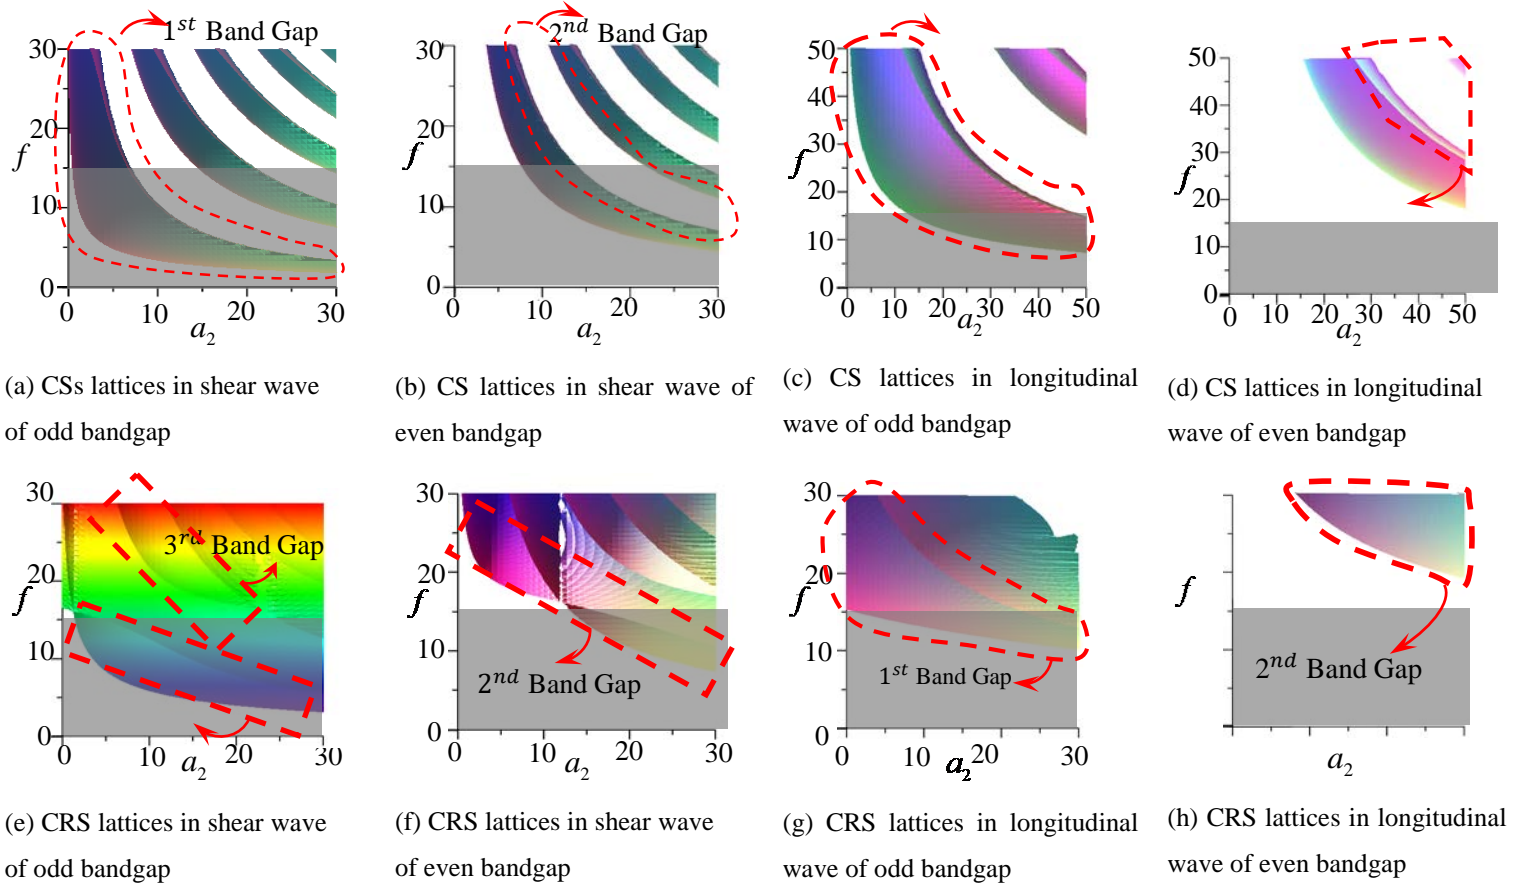 1st Band Gap
30
20
f
10
0
0
10
20
30
a2
(a) CSs lattices in shear wave
of odd bandgap
2nd Band Gap
30
20
f
10
0
0
10
20
30
a2
(b) CS lattices in shear wave of
even bandgap
50
40
30
f
20
10
0
0
10
20
30
40
50
a2
(c) CS lattices in longitudinal
wave of odd bandgap
50
40
30
f
20
10
0
0
10
20
30
40
50
a2
(d) CS lattices in longitudinal
wave of even bandgap
30
3rd Band Gap
20
f
10
0
0
10
20
30
a2
(e) CRS lattices in shear wave
of odd bandgap
30
20
f
10
2nd Band Gap
0
0
10
20
30
a2
(f) CRS lattices in shear wave
of even bandgap
30
20
f
10
1st Band Gap
0
0
10
20
30
a2
(g) CRS lattices in longitudinal
wave of odd bandgap
f
2nd Band Gap
a2
(h) CRS lattices in longitudinal
wave of even bandgap